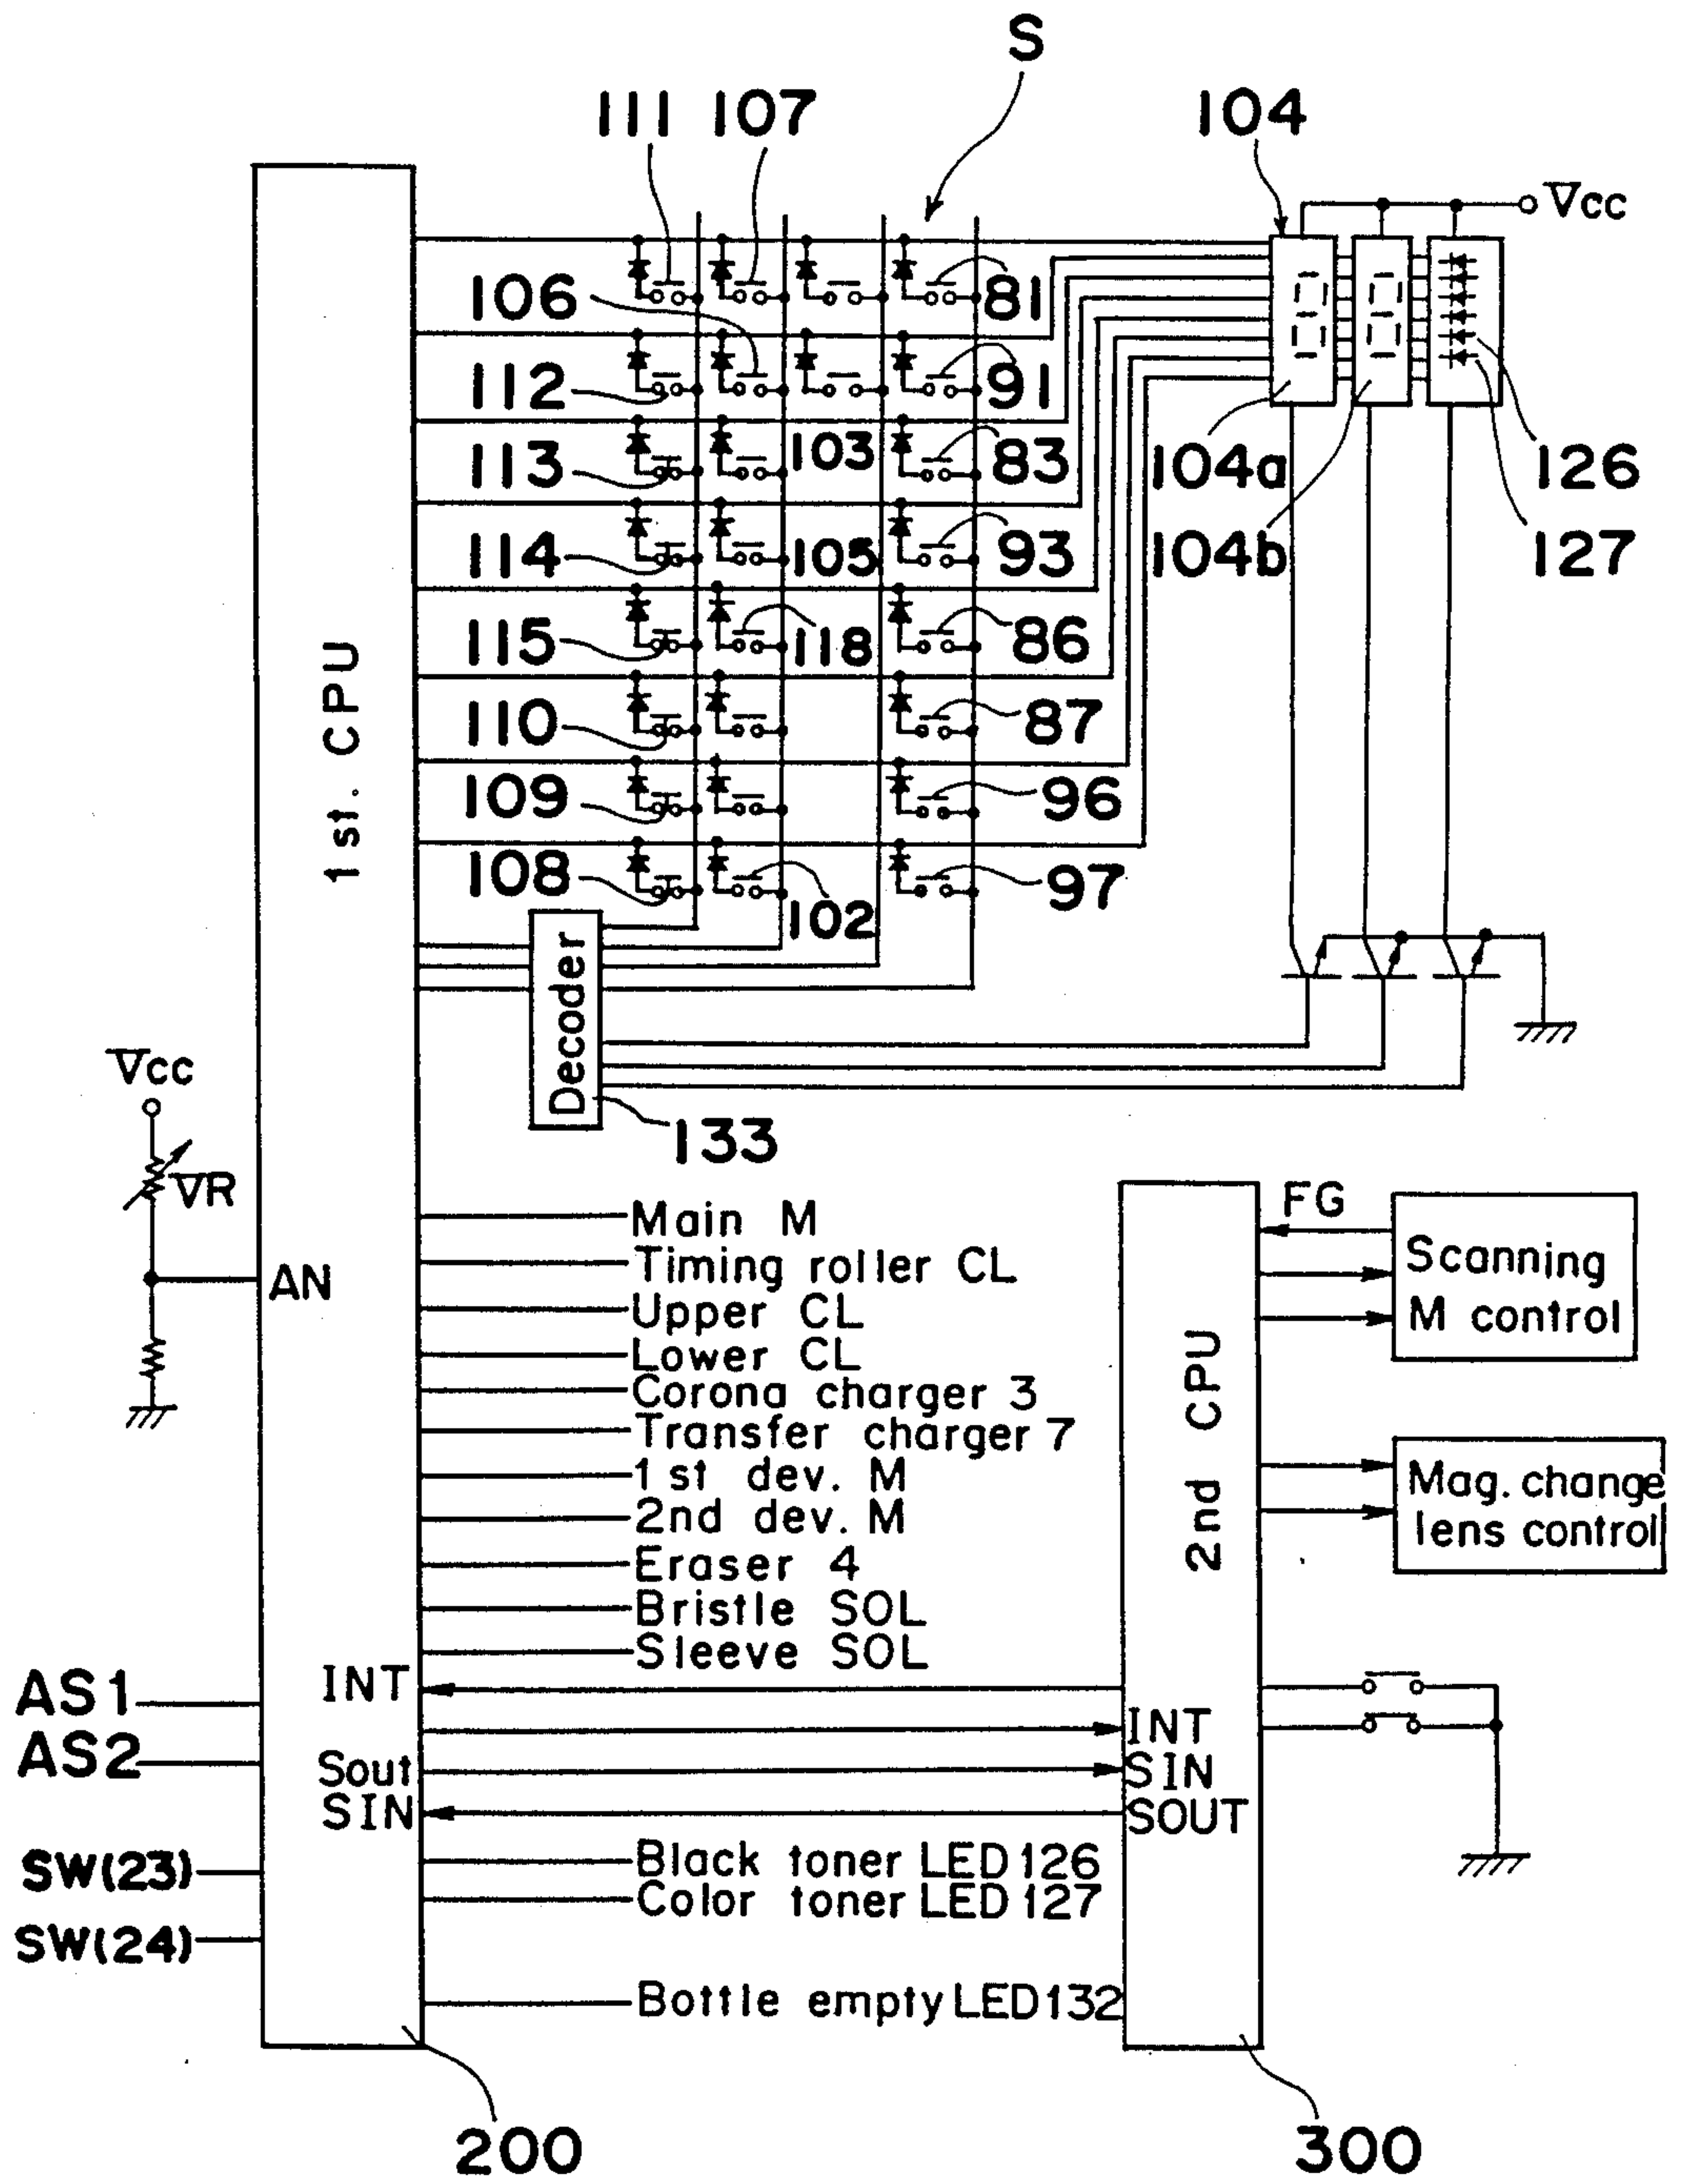 S
111 107 104
Vcc
106 81
112 91
113 103 83 104a 126
114 105 93 104b 127
115 118 86
110 87
109 96
108 102 97
1st. CPU
Decoder
133
Vcc
VR
AN
Main M
Timing roller CL
Upper CL
Lower CL
Corona charger 3
Transfer charger 7
1st dev. M
2nd dev. M
Eraser 4
Bristle SOL
Sleeve SOL
2nd CPU
FG
Scanning
M control
Mag. change
lens control
AS1
AS2
INT
Sout
SIN
INT
SIN
SOUT
SW(23)
SW(24)
Black toner LED 126
Color toner LED 127
Bottle empty LED 132
200
300